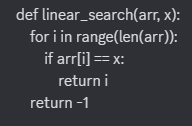 def linear_search(arr, x):
    for i in range(len(arr)):
        if arr[i] == x:
            return i
    return -1